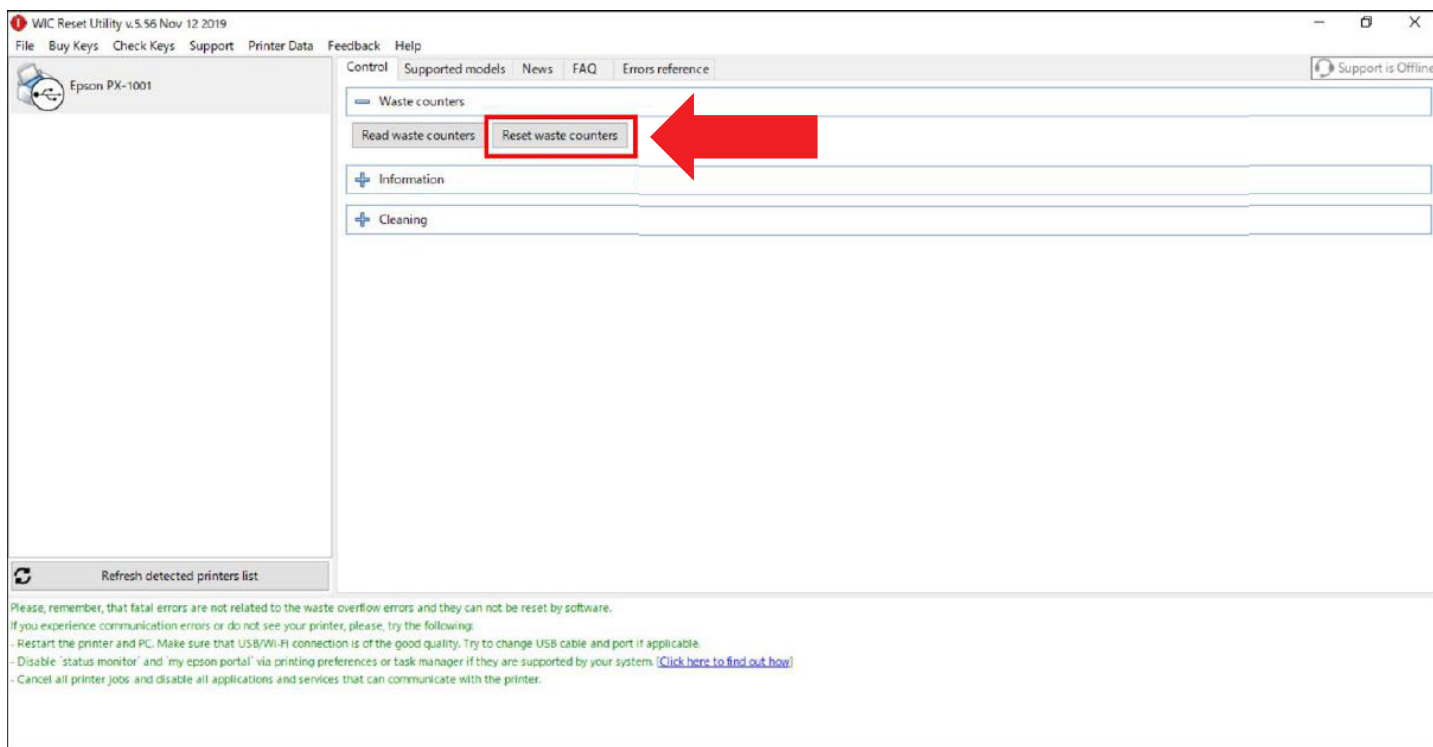 WIC Reset Utility v.5.56 Nov 12 2019
File Buy Keys Check Keys Support Printer Data Feedback Help
Epson PX-1001
Control Supported models News FAQ Errors reference
Support is Offline
Waste counters
Read waste counters Reset waste counters
Information
Cleaning
Refresh detected printers list
Please, remember, that fatal errors are not related to the waste overflow errors and they can not be reset by software.
If you experience communication errors or do not see your printer, please, try the following:
- Restart the printer and PC. Make sure that USB/Wi-Fi connection is of the good quality. Try to change USB cable and port if applicable.
- Disable `status monitor` and `my epson portal` via printing preferences or task manager if they are supported by your system. [Click here to find out how]
- Cancel all printer jobs and disable all applications and services that can communicate with the printer.